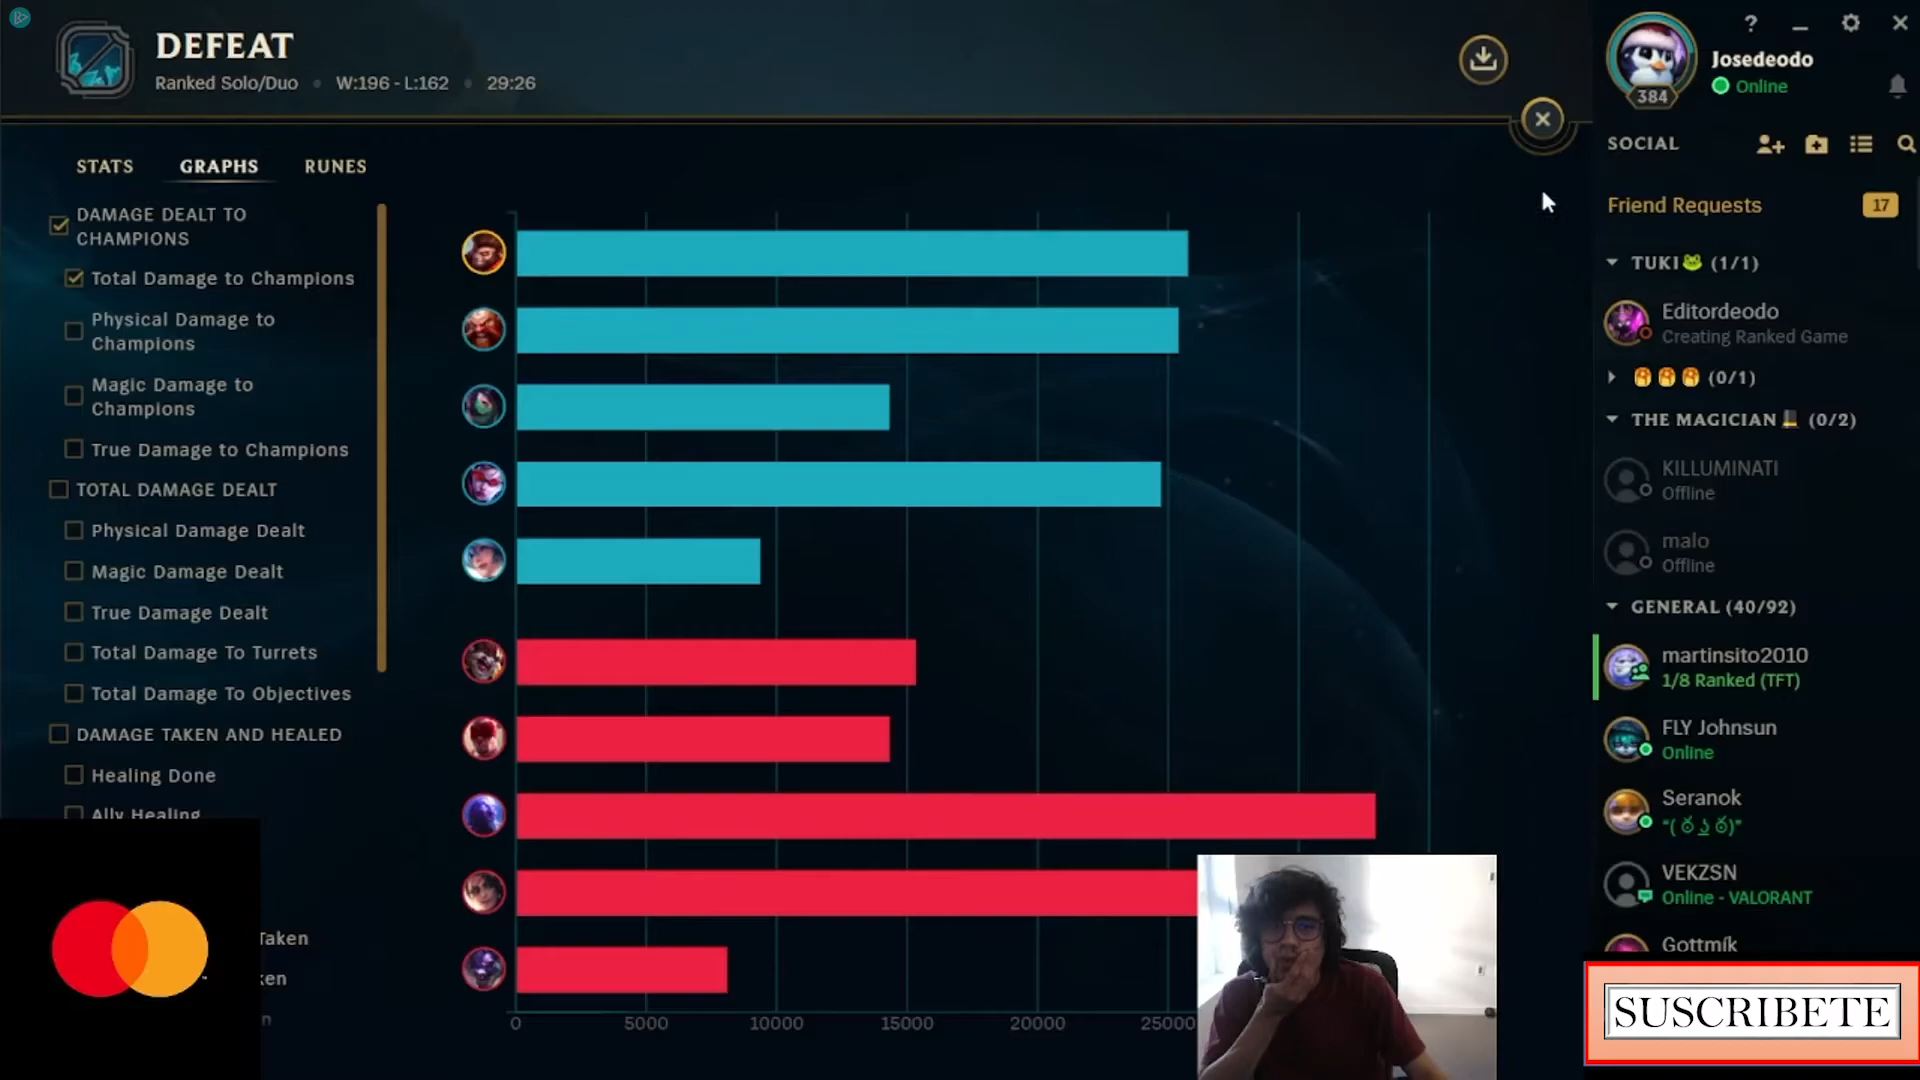 DEFEAT
Ranked Solo/Duo • W:196 - L:162 • 29:26
STATS GRAPHS RUNES
DAMAGE DEALT TO
CHAMPIONS
Total Damage to Champions
Physical Damage to
Champions
Magic Damage to
Champions
True Damage to Champions
TOTAL DAMAGE DEALT
Physical Damage Dealt
Magic Damage Dealt
True Damage Dealt
Total Damage To Turrets
Total Damage To Objectives
DAMAGE TAKEN AND HEALED
Healing Done
Ally Healing
Taken
0 5000 10000 15000 20000 25000
?
Josedeodo
384
Online
SOCIAL
Friend Requests 17
TUKI🐸 (1/1)
Editordeodo
Creating Ranked Game
(0/1)
THE MAGICIAN (0/2)
KILLUMINATI
Offline
malo
Offline
GENERAL (40/92)
martinsito2010
1/8 Ranked (TFT)
FLY Johnsun
Online
Seranok
VEKZSN
Online - VALORANT
Gottmík
SUSCRIBETE